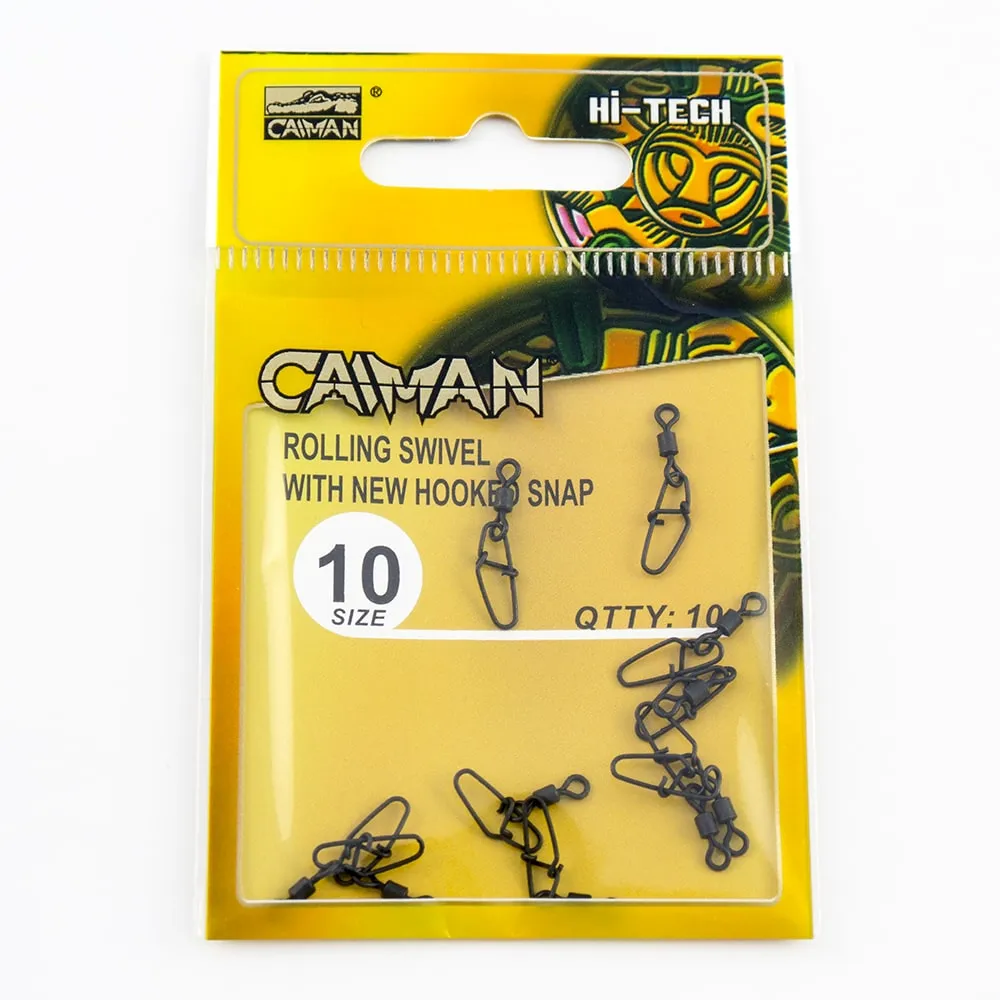 CAIMAN ®
Hi-TECH
CAIMAN
ROLLING SWIVEL
WITH NEW HOOKED SNAP
10
SIZE
QTTY: 10